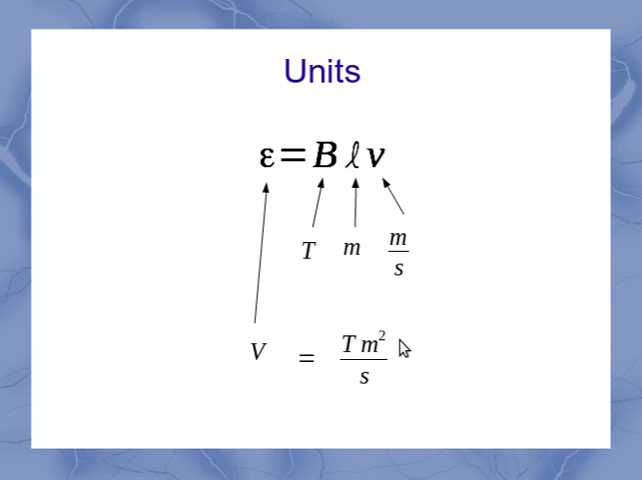 Units
ε = B ℓ v
T m m/s
V = T m²/s